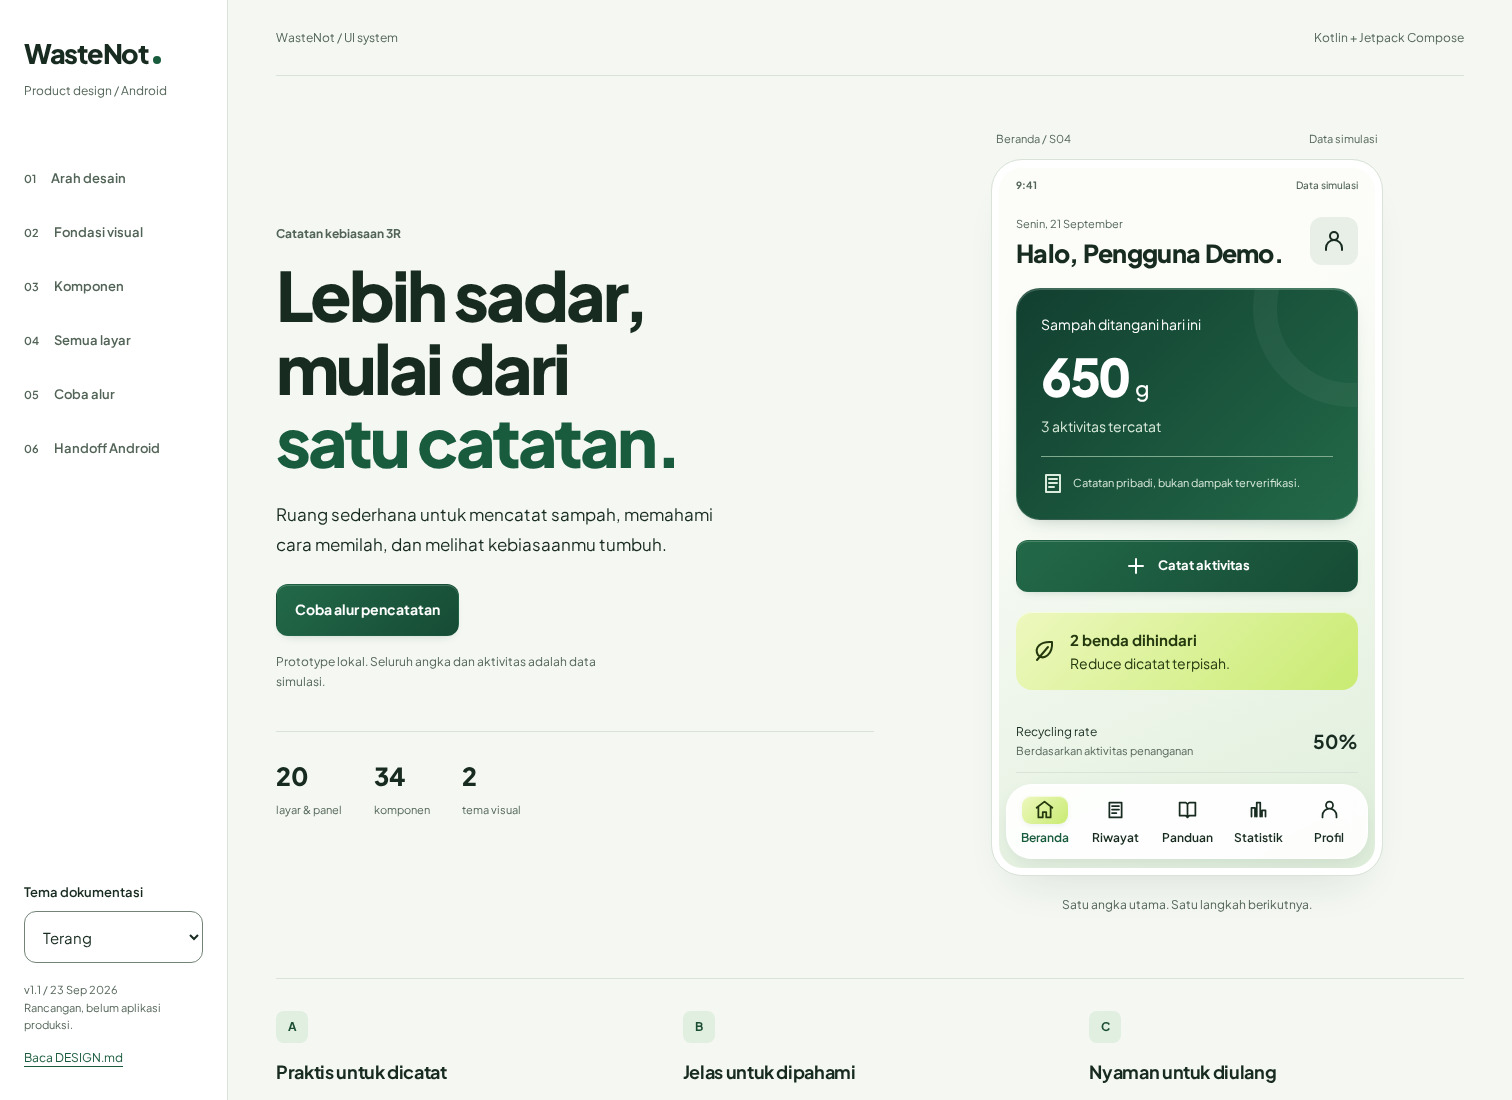 WasteNot.
Product design / Android
01 Arah desain
02 Fondasi visual
03 Komponen
04 Semua layar
05 Coba alur
06 Handoff Android
Tema dokumentasi
Terang
v1.1 / 23 Sep 2026
Rancangan, belum aplikasi
produksi.
Baca DESIGN.md
WasteNot / UI system
Kotlin + Jetpack Compose
Catatan kebiasaan 3R
Lebih sadar,
mulai dari
satu catatan.
Ruang sederhana untuk mencatat sampah, memahami
cara memilah, dan melihat kebiasaanmu tumbuh.
Coba alur pencatatan
Prototype lokal. Seluruh angka dan aktivitas adalah data
simulasi.
20 34 2
layar & panel komponen tema visual
Beranda / S04 Data simulasi
9:41 Data simulasi
Senin, 21 September
Halo, Pengguna Demo.
Sampah ditangani hari ini
650 g
3 aktivitas tercatat
Catatan pribadi, bukan dampak terverifikasi.
Catat aktivitas
2 benda dihindari
Reduce dicatat terpisah.
Recycling rate
Berdasarkan aktivitas penanganan
50%
Beranda Riwayat Panduan Statistik Profil
Satu angka utama. Satu langkah berikutnya.
A B C
Praktis untuk dicatat Jelas untuk dipahami Nyaman untuk diulang